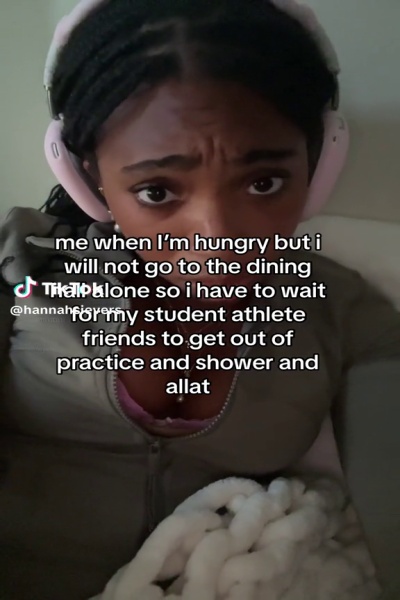 me when I'm hungry but i
will not go to the dining
TikTok
hall alone so i have to wait
@hannahsievers
for my student athlete
friends to get out of
practice and shower and
allat